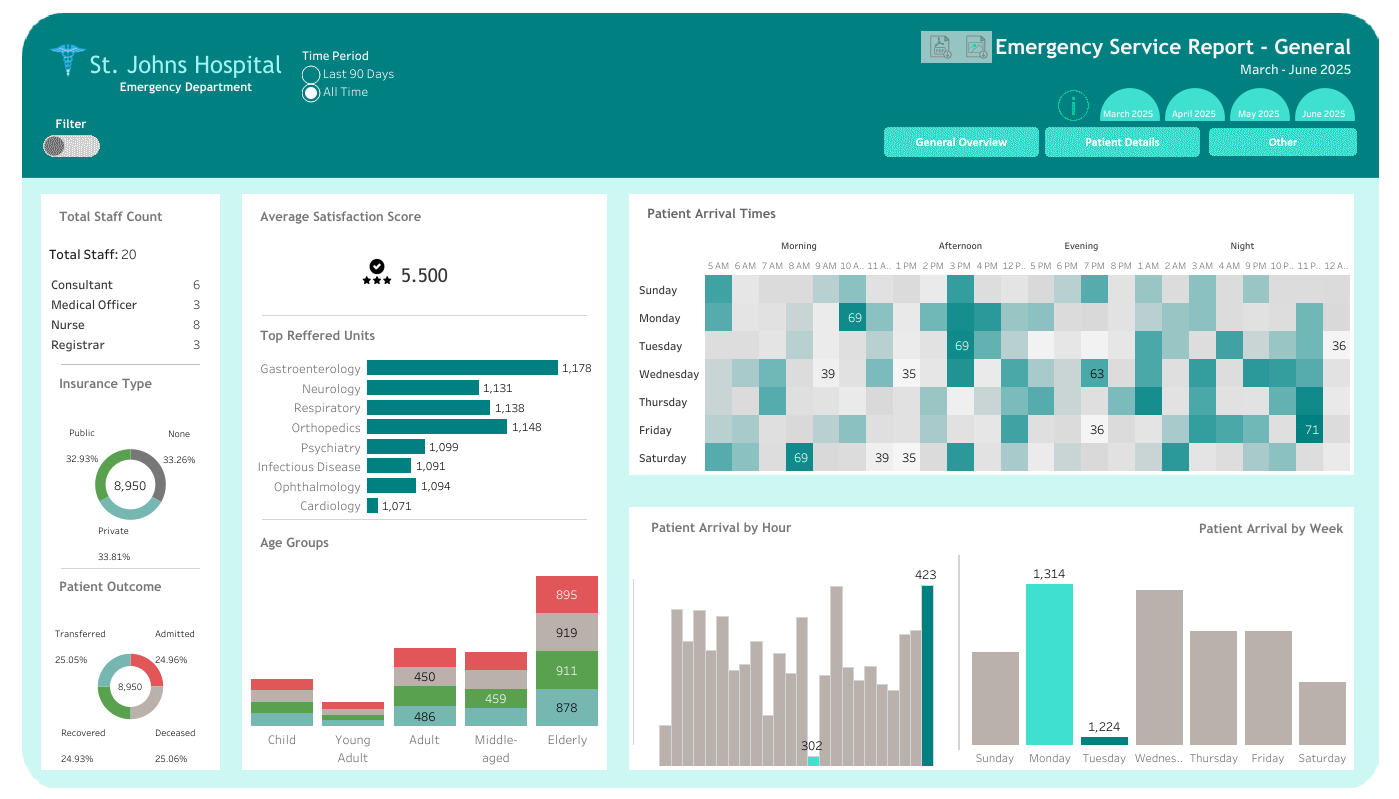 St. Johns Hospital
Emergency Department
Time Period
Last 90 Days
All Time
Filter
Emergency Service Report - General
March - June 2025
March 2025 April 2025 May 2025 June 2025
General Overview Patient Details Other
Total Staff Count
Total Staff: 20
Consultant 6
Medical Officer 3
Nurse 8
Registrar 3
Insurance Type
Public None
32.93% 33.26%
8,950
Private
33.81%
Patient Outcome
Transferred Admitted
25.05% 24.96%
8,950
Recovered Deceased
24.93% 25.06%
Average Satisfaction Score
5.500
Top Reffered Units
Gastroenterology 1,178
Neurology 1,131
Respiratory 1,138
Orthopedics 1,148
Psychiatry 1,099
Infectious Disease 1,091
Ophthalmology 1,094
Cardiology 1,071
Age Groups
895
919
450
911
459
486
878
Child Young Adult Middle- Elderly
Adult aged
Patient Arrival Times
Morning Afternoon Evening Night
5 AM 6 AM 7 AM 8 AM 9 AM 10 A.. 11 A.. 1 PM 2 PM 3 PM 4 PM 12 P.. 5 PM 6 PM 7 PM 8 PM 1 AM 2 AM 3 AM 4 AM 9 PM 10 P.. 11 P.. 12 A..
Sunday
Monday 69
Tuesday 69 36
Wednesday 39 35 63
Thursday
Friday 36 71
Saturday 69 39 35
Patient Arrival by Hour
423
302
Patient Arrival by Week
1,314
1,224
Sunday Monday Tuesday Wednes.. Thursday Friday Saturday